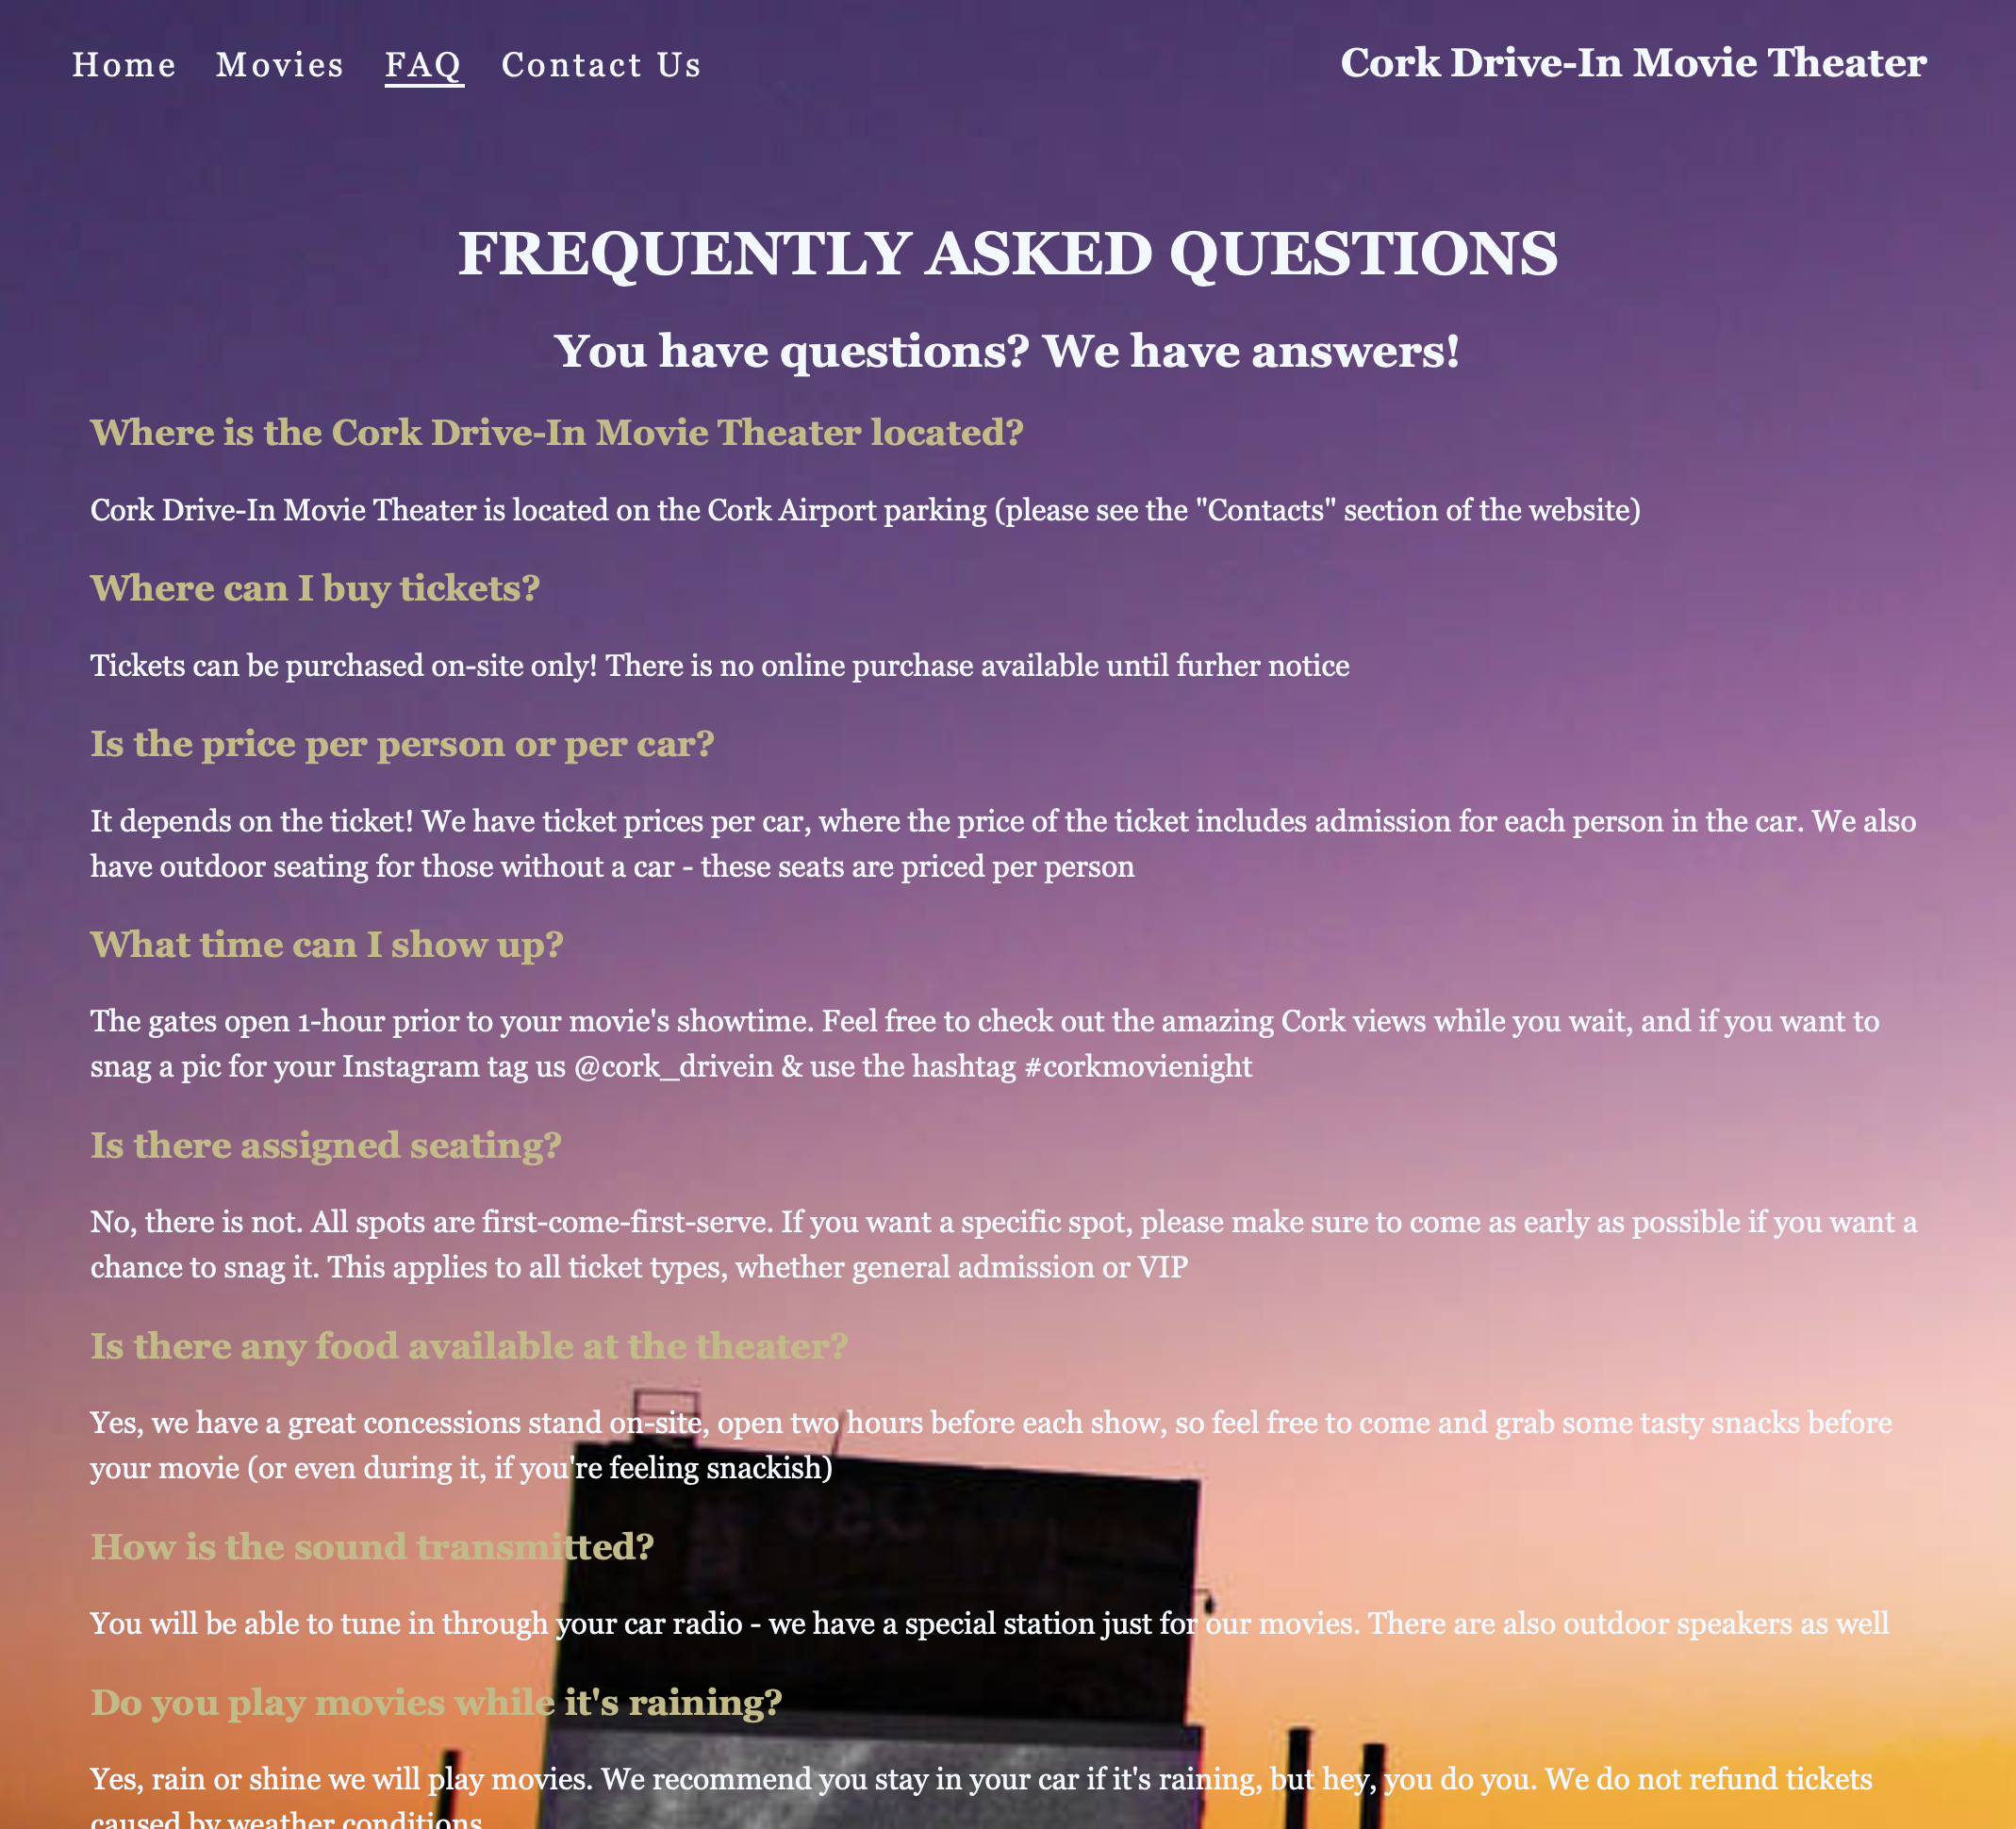 Home Movies FAQ Contact Us
Cork Drive-In Movie Theater
FREQUENTLY ASKED QUESTIONS
You have questions? We have answers!
Where is the Cork Drive-In Movie Theater located?
Cork Drive-In Movie Theater is located on the Cork Airport parking (please see the "Contacts" section of the website)
Where can I buy tickets?
Tickets can be purchased on-site only! There is no online purchase available until furher notice
Is the price per person or per car?
It depends on the ticket! We have ticket prices per car, where the price of the ticket includes admission for each person in the car. We also
have outdoor seating for those without a car - these seats are priced per person
What time can I show up?
The gates open 1-hour prior to your movie's showtime. Feel free to check out the amazing Cork views while you wait, and if you want to
snag a pic for your Instagram tag us @cork_drivein & use the hashtag #corkmovienight
Is there assigned seating?
No, there is not. All spots are first-come-first-serve. If you want a specific spot, please make sure to come as early as possible if you want a
chance to snag it. This applies to all ticket types, whether general admission or VIP
Is there any food available at the theater?
Yes, we have a great concessions stand on-site, open two hours before each show, so feel free to come and grab some tasty snacks before
your movie (or even during it, if you're feeling snackish)
How is the sound transmitted?
You will be able to tune in through your car radio - we have a special station just for our movies. There are also outdoor speakers as well
Do you play movies while it's raining?
Yes, rain or shine we will play movies. We recommend you stay in your car if it's raining, but hey, you do you. We do not refund tickets
caused by weather conditions